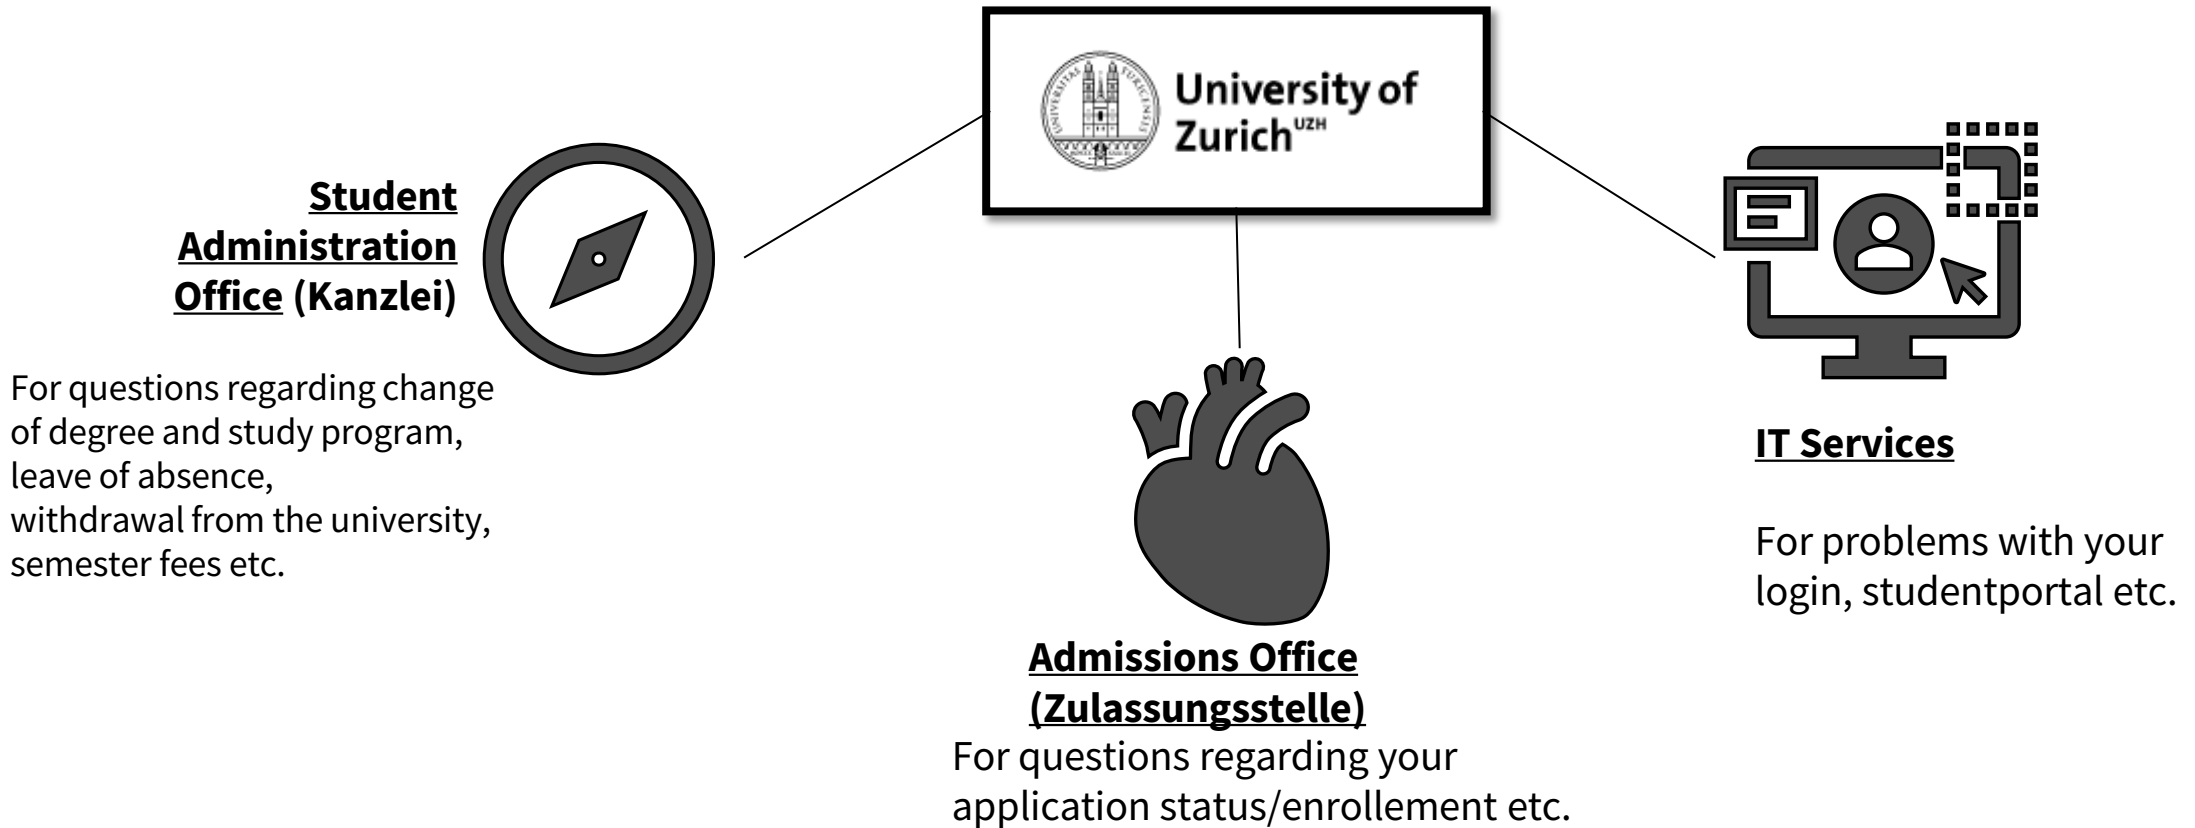 University of
Zurich UZH
Student
Administration
Office (Kanzlei)
For questions regarding change
of degree and study program,
leave of absence,
withdrawal from the university,
semester fees etc.
Admissions Office
(Zulassungsstelle)
For questions regarding your
application status/enrollement etc.
IT Services
For problems with your
login, studentportal etc.